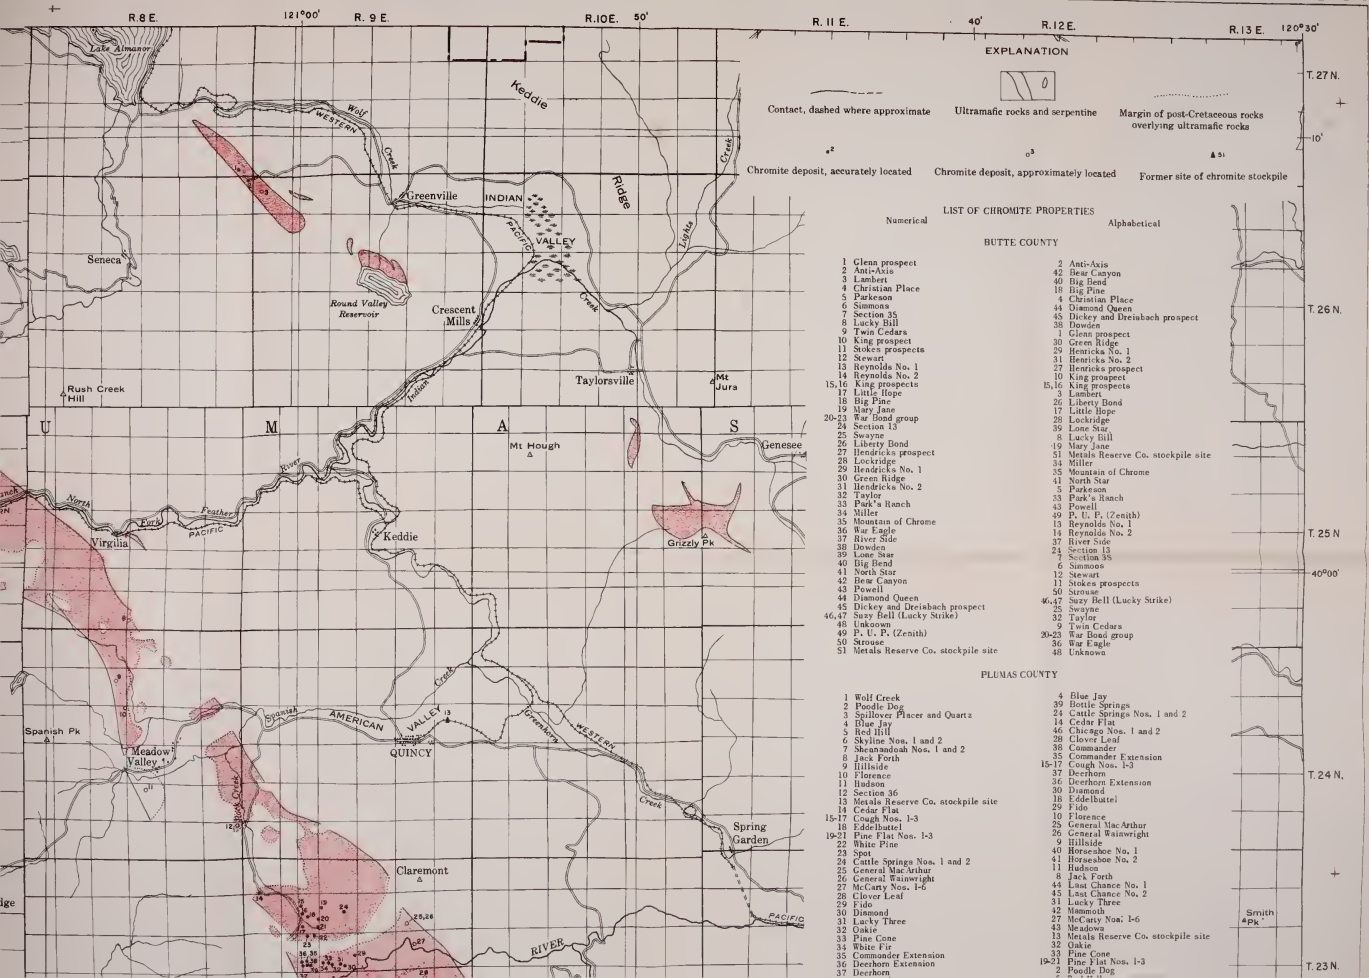 R.8 E.
121°00'
R. 9 E.
R.10E.
50'
R. 11 E.
40'
R.12E.
R.13 E.
120°30'
T. 27 N.
10'
T. 26 N.
T. 25 N
40°00'
T. 24 N,
T. 23 N.
EXPLANATION
Contact, dashed where approximate
Ultramafic rocks and serpentine
Margin of post-Cretaceous rocks
overlying ultramafic rocks
2
3
51
Chromite deposit, accurately located
Chromite deposit, approximately located
Former site of chromite stockpile
LIST OF CHROMITE PROPERTIES
Numerical
Alphabetical
BUTTE COUNTY
1 Glenn prospect
2 Anti-Axis
3 Lambert
4 Christian Place
5 Parkeson
6 Simmons
7 Section 35
8 Lucky Bill
9 Twin Cedars
10 King prospect
11 Stokes prospects
12 Stewart
13 Reynolds No. 1
14 Reynolds No. 2
15,16 King prospects
17 Little Hope
18 Big Pine
19 Mary Jane
20-23 War Bond group
24 Section 13
25 Swayne
26 Liberty Bond
27 Hendricks prospect
28 Lockridge
29 Hendricks No. 1
30 Green Ridge
31 Hendricks No. 2
32 Taylor
33 Park's Ranch
34 Miller
35 Mountain of Chrome
36 War Eagle
37 River Side
38 Dowden
39 Lone Star
40 Big Bend
41 North Star
42 Bear Canyon
43 Powell
44 Diamond Queen
45 Dickey and Dreisbach prospect
46,47 Suzy Bell (Lucky Strike)
48 Unknown
49 P. U. P. (Zenith)
50 Strouse
51 Metals Reserve Co. stockpile site
2 Anti-Axis
42 Bear Canyon
40 Big Bend
18 Big Pine
4 Christian Place
44 Diamond Queen
45 Dickey and Dreisbach prospect
38 Dowden
1 Glenn prospect
30 Green Ridge
29 Henricks No. 1
31 Henricks No. 2
27 Henricks prospect
10 King prospect
15,16 King prospects
3 Lambert
26 Liberty Bond
17 Little Hope
28 Lockridge
39 Lone Star
8 Lucky Bill
19 Mary Jane
51 Metals Reserve Co. stockpile site
34 Miller
35 Mountain of Chrome
41 North Star
5 Parkeson
33 Park's Ranch
43 Powell
49 P. U. P. (Zenith)
13 Reynolds No. 1
14 Reynolds No. 2
37 River Side
24 Section 13
7 Section 35
6 Simmons
12 Stewart
11 Stokes prospects
50 Strouse
46,47 Suzy Bell (Lucky Strike)
25 Swayne
32 Taylor
9 Twin Cedars
20-23 War Bond group
36 War Eagle
48 Unknown
PLUMAS COUNTY
1 Wolf Creek
2 Poodle Dog
3 Spillover Placer and Quartz
4 Blue Jay
5 Red Hill
6 Skyline Nos. 1 and 2
7 Shenandoah Nos. 1 and 2
8 Jack Forth
9 Hillside
10 Florence
11 Hudson
12 Section 36
13 Metals Reserve Co. stockpile site
14 Cedar Flat
15-17 Cough Nos. 1-3
18 Eddelbuttel
19-21 Pine Flat Nos. 1-3
22 White Pine
23 Spot
24 Cattle Springs Nos. 1 and 2
25 General MacArthur
26 General Wainwright
27 McCarty Nos. 1-6
28 Clover Leaf
29 Fido
30 Diamond
31 Lucky Three
32 Oakie
33 Pine Cone
34 White Fir
35 Commander Extension
36 Deerhorn Extension
37 Deerhorn
4 Blue Jay
39 Bottle Springs
24 Cattle Springs Nos. 1 and 2
14 Cedar Flat
46 Chicago Nos. 1 and 2
28 Clover Leaf
38 Commander
35 Commander Extension
15-17 Cough Nos. 1-3
37 Deerhorn
36 Deerhorn Extension
30 Diamond
18 Eddelbuttel
29 Fido
10 Florence
25 General MacArthur
26 General Wainwright
9 Hillside
40 Horseshoe No. 1
41 Horseshoe No. 2
11 Hudson
8 Jack Forth
44 Last Chance No. 1
45 Last Chance No. 2
31 Lucky Three
42 Mammoth
27 McCarty Nos. 1-6
43 Meadowa
13 Metals Reserve Co. stockpile site
32 Oakie
33 Pine Cone
19-21 Pine Flat Nos. 1-3
2 Poodle Dog
Lake Almanor
Keddie
Ridge
Wolf
Creek
WESTERN
Greenville
INDIAN
PACIFIC
VALLEY
Creek
Lights
Creek
Seneca
Round Valley
Reservoir
Crescent
Mills
Indian
Taylorsville
Mt
Jura
Rush Creek
Hill
U
M
A
S
Mt Hough
Genesee
River
North
Fork
Feather
PACIFIC
Virgilia
Keddie
Grizzly Pk
Spanish Pk
Meadow
Valley
Spanish
Creek
AMERICAN
VALLEY
13
QUINCY
Greenhorn
Creek
WESTERN
Spring
Garden
Claremont
PACIFIC
RIVER
Smith
Pk
9
10
11
12
14
19
24
20
23
25,26
27
28